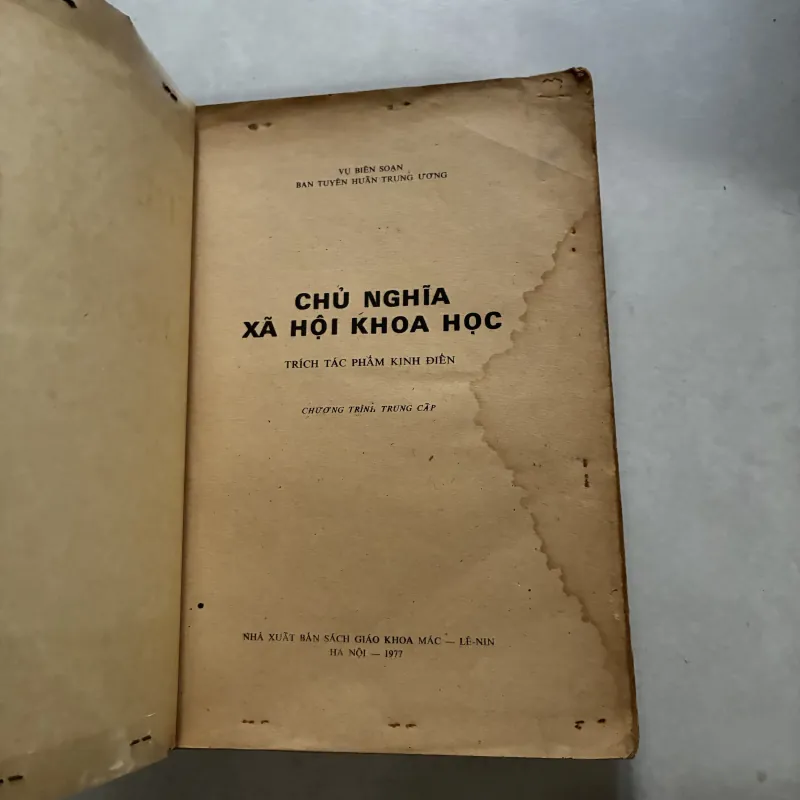 VỤ BIÊN SOẠN
BAN TUYÊN HUẤN TRUNG ƯƠNG
CHỦ NGHĨA
XÃ HỘI KHOA HỌC
TRÍCH TÁC PHẨM KINH ĐIỂN
CHƯƠNG TRÌNH TRUNG CẤP
NHÀ XUẤT BẢN SÁCH GIÁO KHOA MÁC — LÊ-NIN
HÀ NỘI — 1977